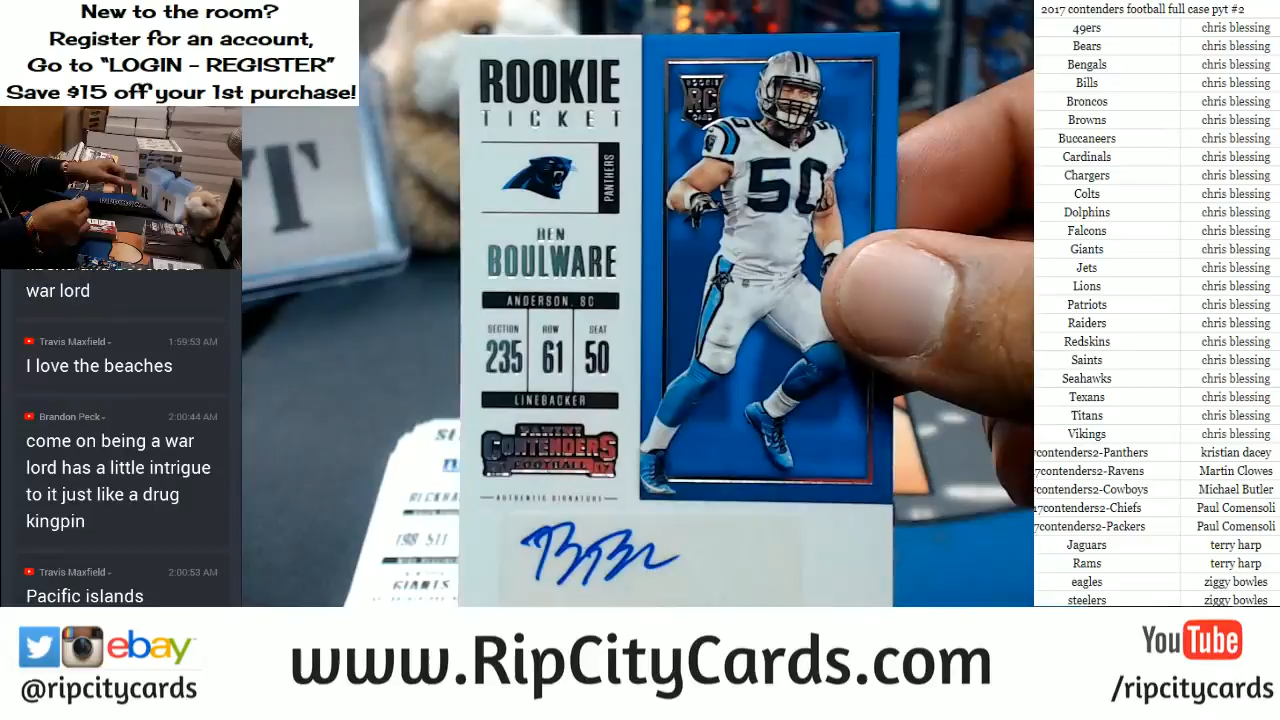 New to the room?
Register for an account,
Go to “LOGIN - REGISTER”
Save $15 off your 1st purchase!
war lord
Travis Maxfield
1:59:53 AM
I love the beaches
Brandon Peck
2:00:44 AM
come on being a war
lord has a little intrigue
to it just like a drug
kingpin
Travis Maxfield
2:00:53 AM
Pacific islands
T
ROOKIE
TICKET
PANTHERS
BEN
BOULWARE
ANDERSON, SC
SECTION ROW SEAT
235 61 50
LINEBACKER
PANINI
CONTENDERS
FOOTBALL
AUTHENTIC SIGNATURE
ROOKIE
RC
CARD
50
GIANTS
2017 contenders football full case pyt #2
49ers chris blessing
Bears chris blessing
Bengals chris blessing
Bills chris blessing
Broncos chris blessing
Browns chris blessing
Buccaneers chris blessing
Cardinals chris blessing
Chargers chris blessing
Colts chris blessing
Dolphins chris blessing
Falcons chris blessing
Giants chris blessing
Jets chris blessing
Lions chris blessing
Patriots chris blessing
Raiders chris blessing
Redskins chris blessing
Saints chris blessing
Seahawks chris blessing
Texans chris blessing
Titans chris blessing
Vikings chris blessing
contenders2-Panthers kristian dacey
7contenders2-Ravens Martin Clowes
contenders2-Cowboys Michael Butler
17contenders2-Chiefs Paul Comensoli
contenders2-Packers Paul Comensoli
Jaguars terry harp
Rams terry harp
eagles ziggy bowles
steelers ziggy bowles
ebay
@ripcitycards
www.RipCityCards.com
YouTube
/ripcitycards